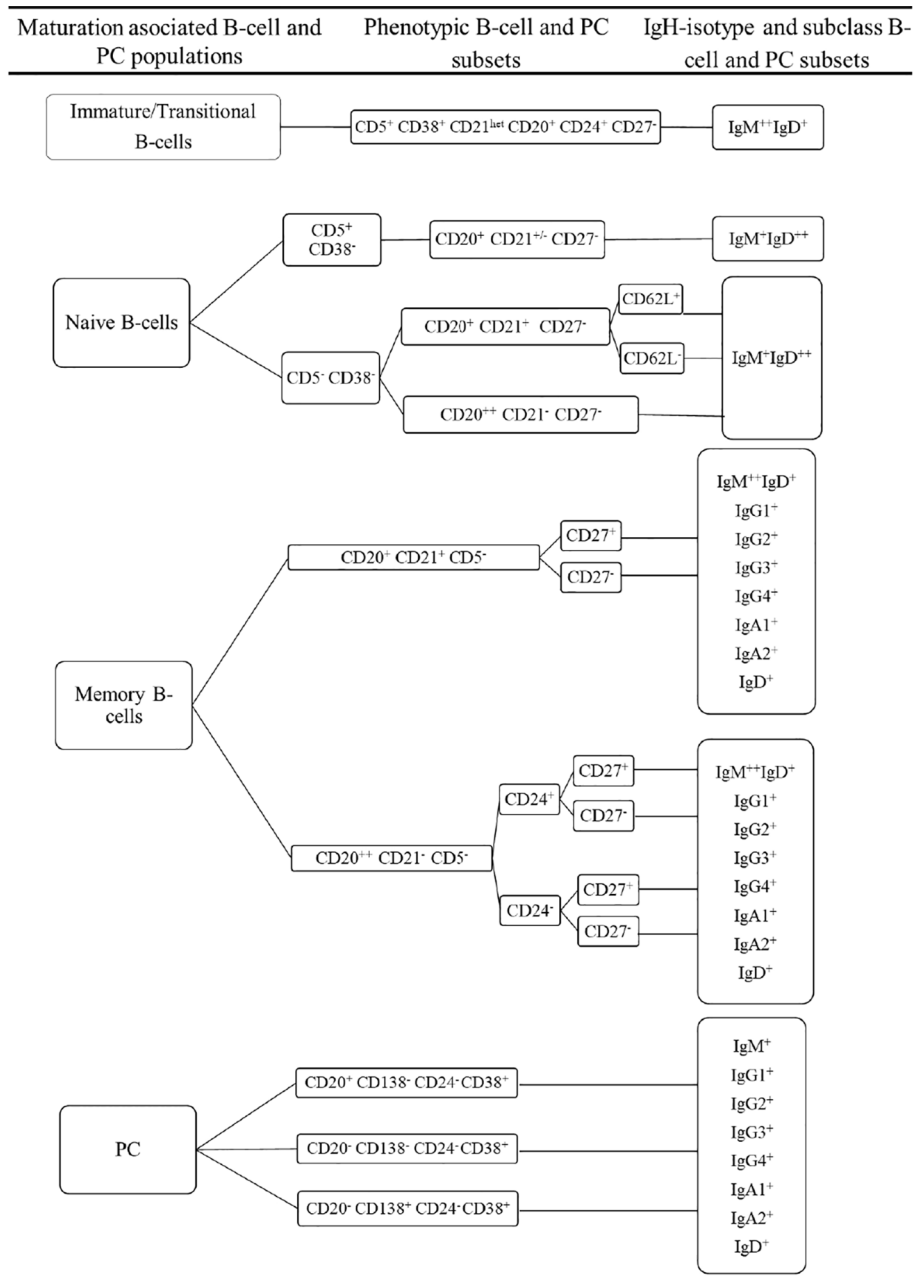 Maturation asociated B-cell and
PC populations
Phenotypic B-cell and PC
subsets
IgH-isotype and subclass B-
cell and PC subsets
Immature/Transitional
B-cells
CD5⁺ CD38⁺ CD21ʰᵉᵗ CD20⁺ CD24⁺ CD27⁻
IgM⁺⁺IgD⁺
Naive B-cells
CD5⁺
CD38⁻
CD20⁺ CD21⁺/⁻ CD27⁻
IgM⁺IgD⁺⁺
CD5⁻ CD38⁻
CD20⁺ CD21⁺ CD27⁻
CD62L⁺
CD62L⁻
CD20⁺⁺ CD21⁻ CD27⁻
IgM⁺IgD⁺⁺
Memory B-
cells
CD20⁺ CD21⁺ CD5⁻
CD27⁺
CD27⁻
IgM⁺⁺IgD⁺
IgG1⁺
IgG2⁺
IgG3⁺
IgG4⁺
IgA1⁺
IgA2⁺
IgD⁺
CD20⁺⁺ CD21⁻ CD5⁻
CD24⁺
CD27⁺
CD27⁻
CD24⁻
CD27⁺
CD27⁻
IgM⁺⁺IgD⁺
IgG1⁺
IgG2⁺
IgG3⁺
IgG4⁺
IgA1⁺
IgA2⁺
IgD⁺
PC
CD20⁺ CD138⁻ CD24⁻CD38⁺
CD20⁻ CD138⁻ CD24⁻CD38⁺
CD20⁻ CD138⁺ CD24⁻CD38⁺
IgM⁺
IgG1⁺
IgG2⁺
IgG3⁺
IgG4⁺
IgA1⁺
IgA2⁺
IgD⁺